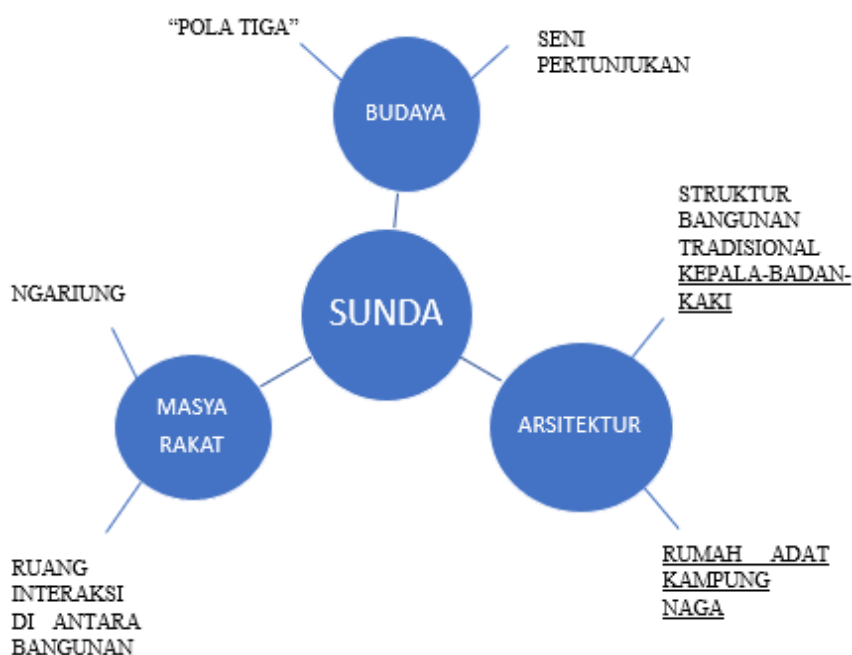 “POLA TIGA”
SENI
PERTUNJUKAN
BUDAYA
STRUKTUR
BANGUNAN
TRADISIONAL
KEPALA-BADAN-
KAKI
NGARIUNG
SUNDA
MASYA
RAKAT
ARSITEKTUR
RUANG
INTERAKSI
DI ANTARA
BANGUNAN
RUMAH ADAT
KAMPUNG
NAGA